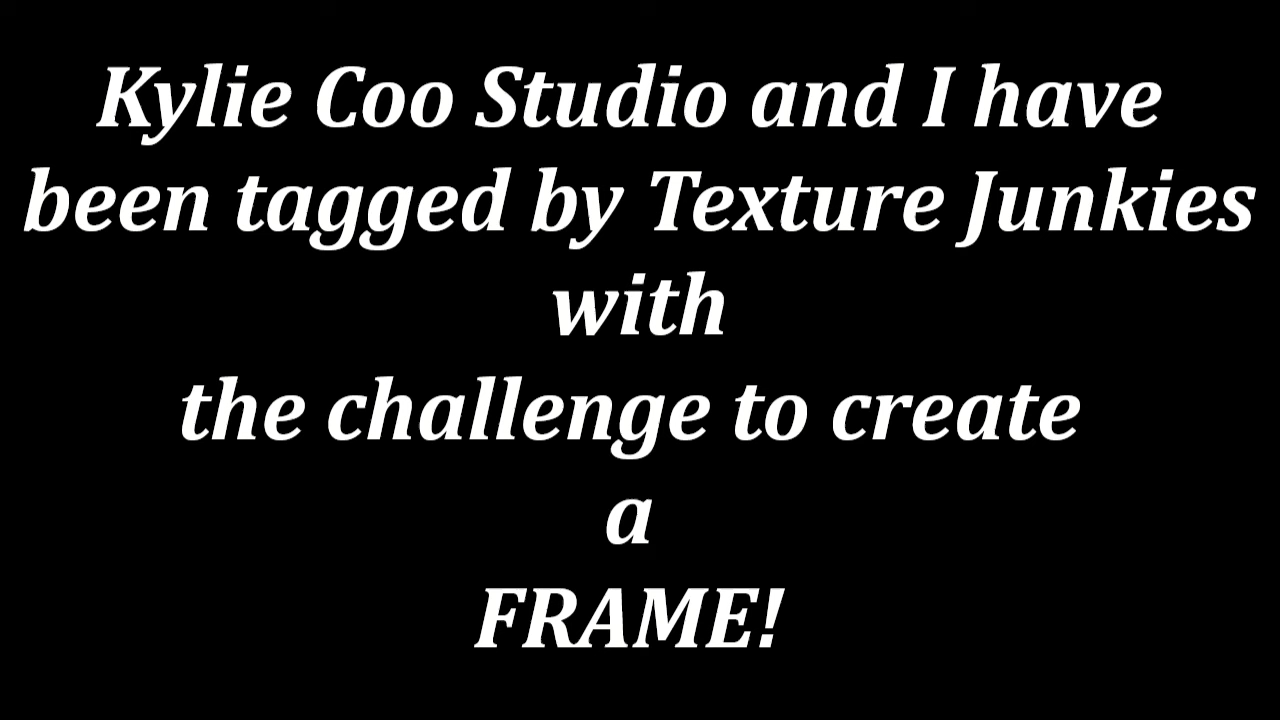 Kylie Coo Studio and I have
been tagged by Texture Junkies
with
the challenge to create
a
FRAME!